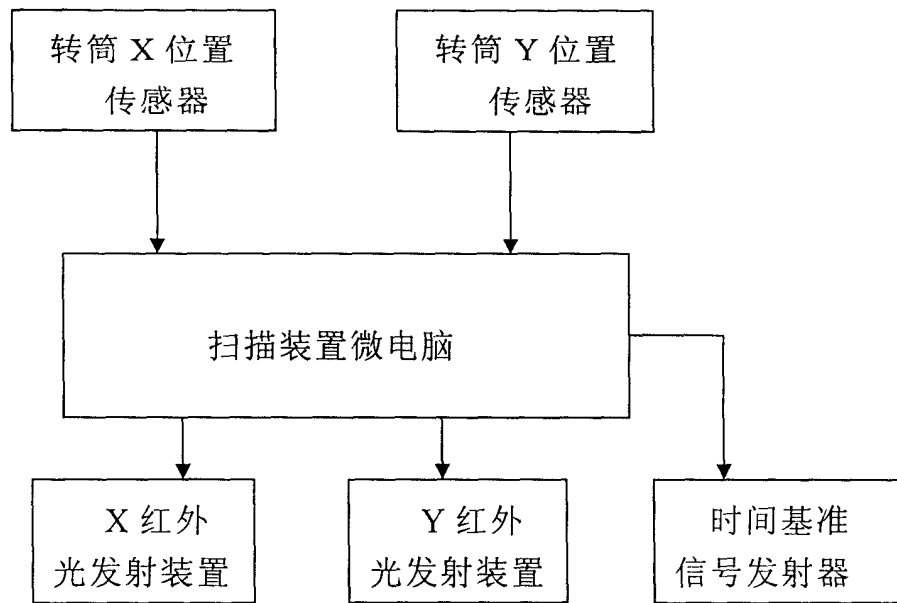 转筒 X 位置
传感器
转筒 Y 位置
传感器
扫描装置微电脑
X 红外
光发射装置
Y 红外
光发射装置
时间基准
信号发射器